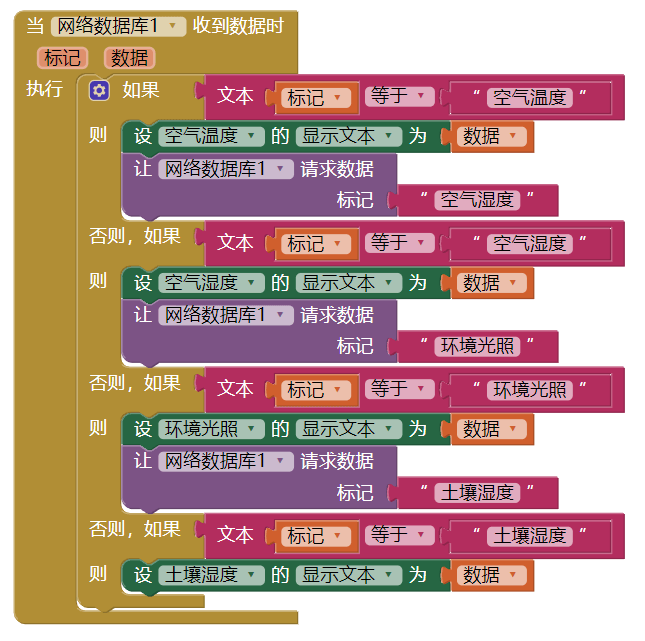 当 网络数据库1 收到数据时
标记 数据
执行 如果 文本 标记 等于 “ 空气温度 ”
则 设 空气温度 的 显示文本 为 数据
让 网络数据库1 请求数据
标记 “ 空气湿度 ”
否则，如果 文本 标记 等于 “ 空气湿度 ”
则 设 空气湿度 的 显示文本 为 数据
让 网络数据库1 请求数据
标记 “ 环境光照 ”
否则，如果 文本 标记 等于 “ 环境光照 ”
则 设 环境光照 的 显示文本 为 数据
让 网络数据库1 请求数据
标记 “ 土壤湿度 ”
否则，如果 文本 标记 等于 “ 土壤湿度 ”
则 设 土壤湿度 的 显示文本 为 数据